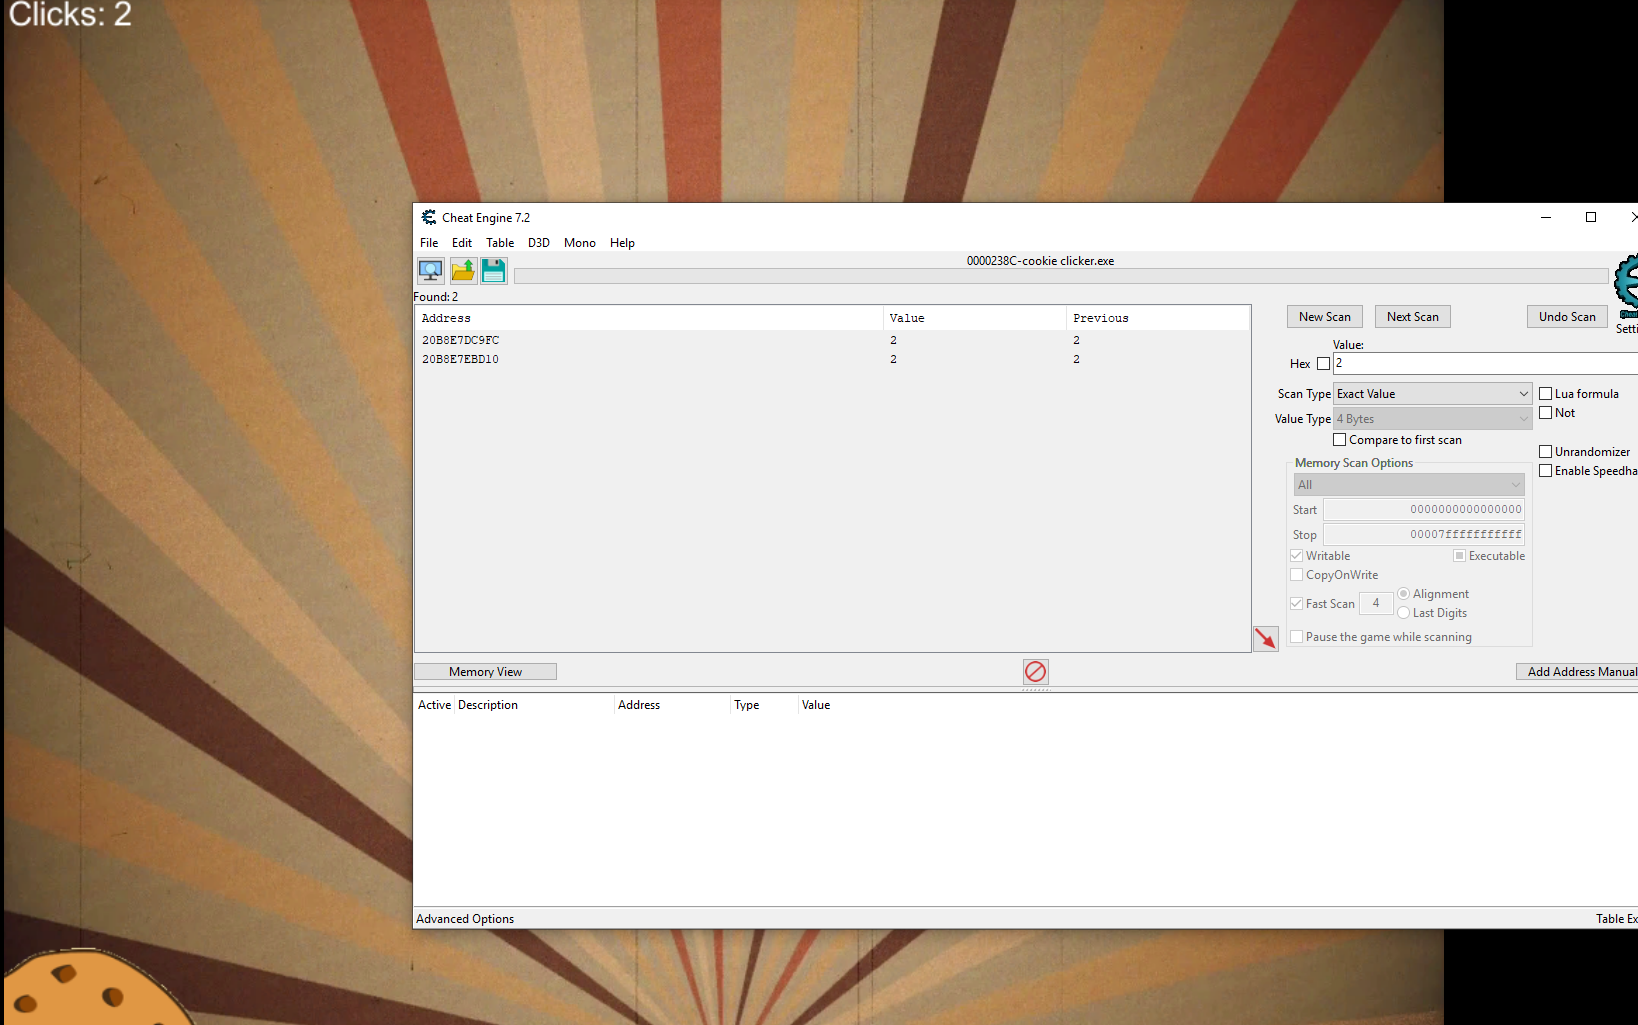 Clicks: 2
Cheat Engine 7.2
File Edit Table D3D Mono Help
0000238C-cookie clicker.exe
Found: 2
Address Value Previous
20B8E7DC9FC 2 2
20B8E7EBD10 2 2
New Scan Next Scan Undo Scan
Setti
Value:
Hex 2
Scan Type Exact Value Lua formula
Not
Value Type 4 Bytes
Compare to first scan
Unrandomizer
Memory Scan Options
Enable Speedha
All
Start 0000000000000000
Stop 00007fffffffffff
Writable Executable
CopyOnWrite
Fast Scan 4 Alignment
Last Digits
Pause the game while scanning
Memory View Add Address Manual
Active Description Address Type Value
Advanced Options Table Ex